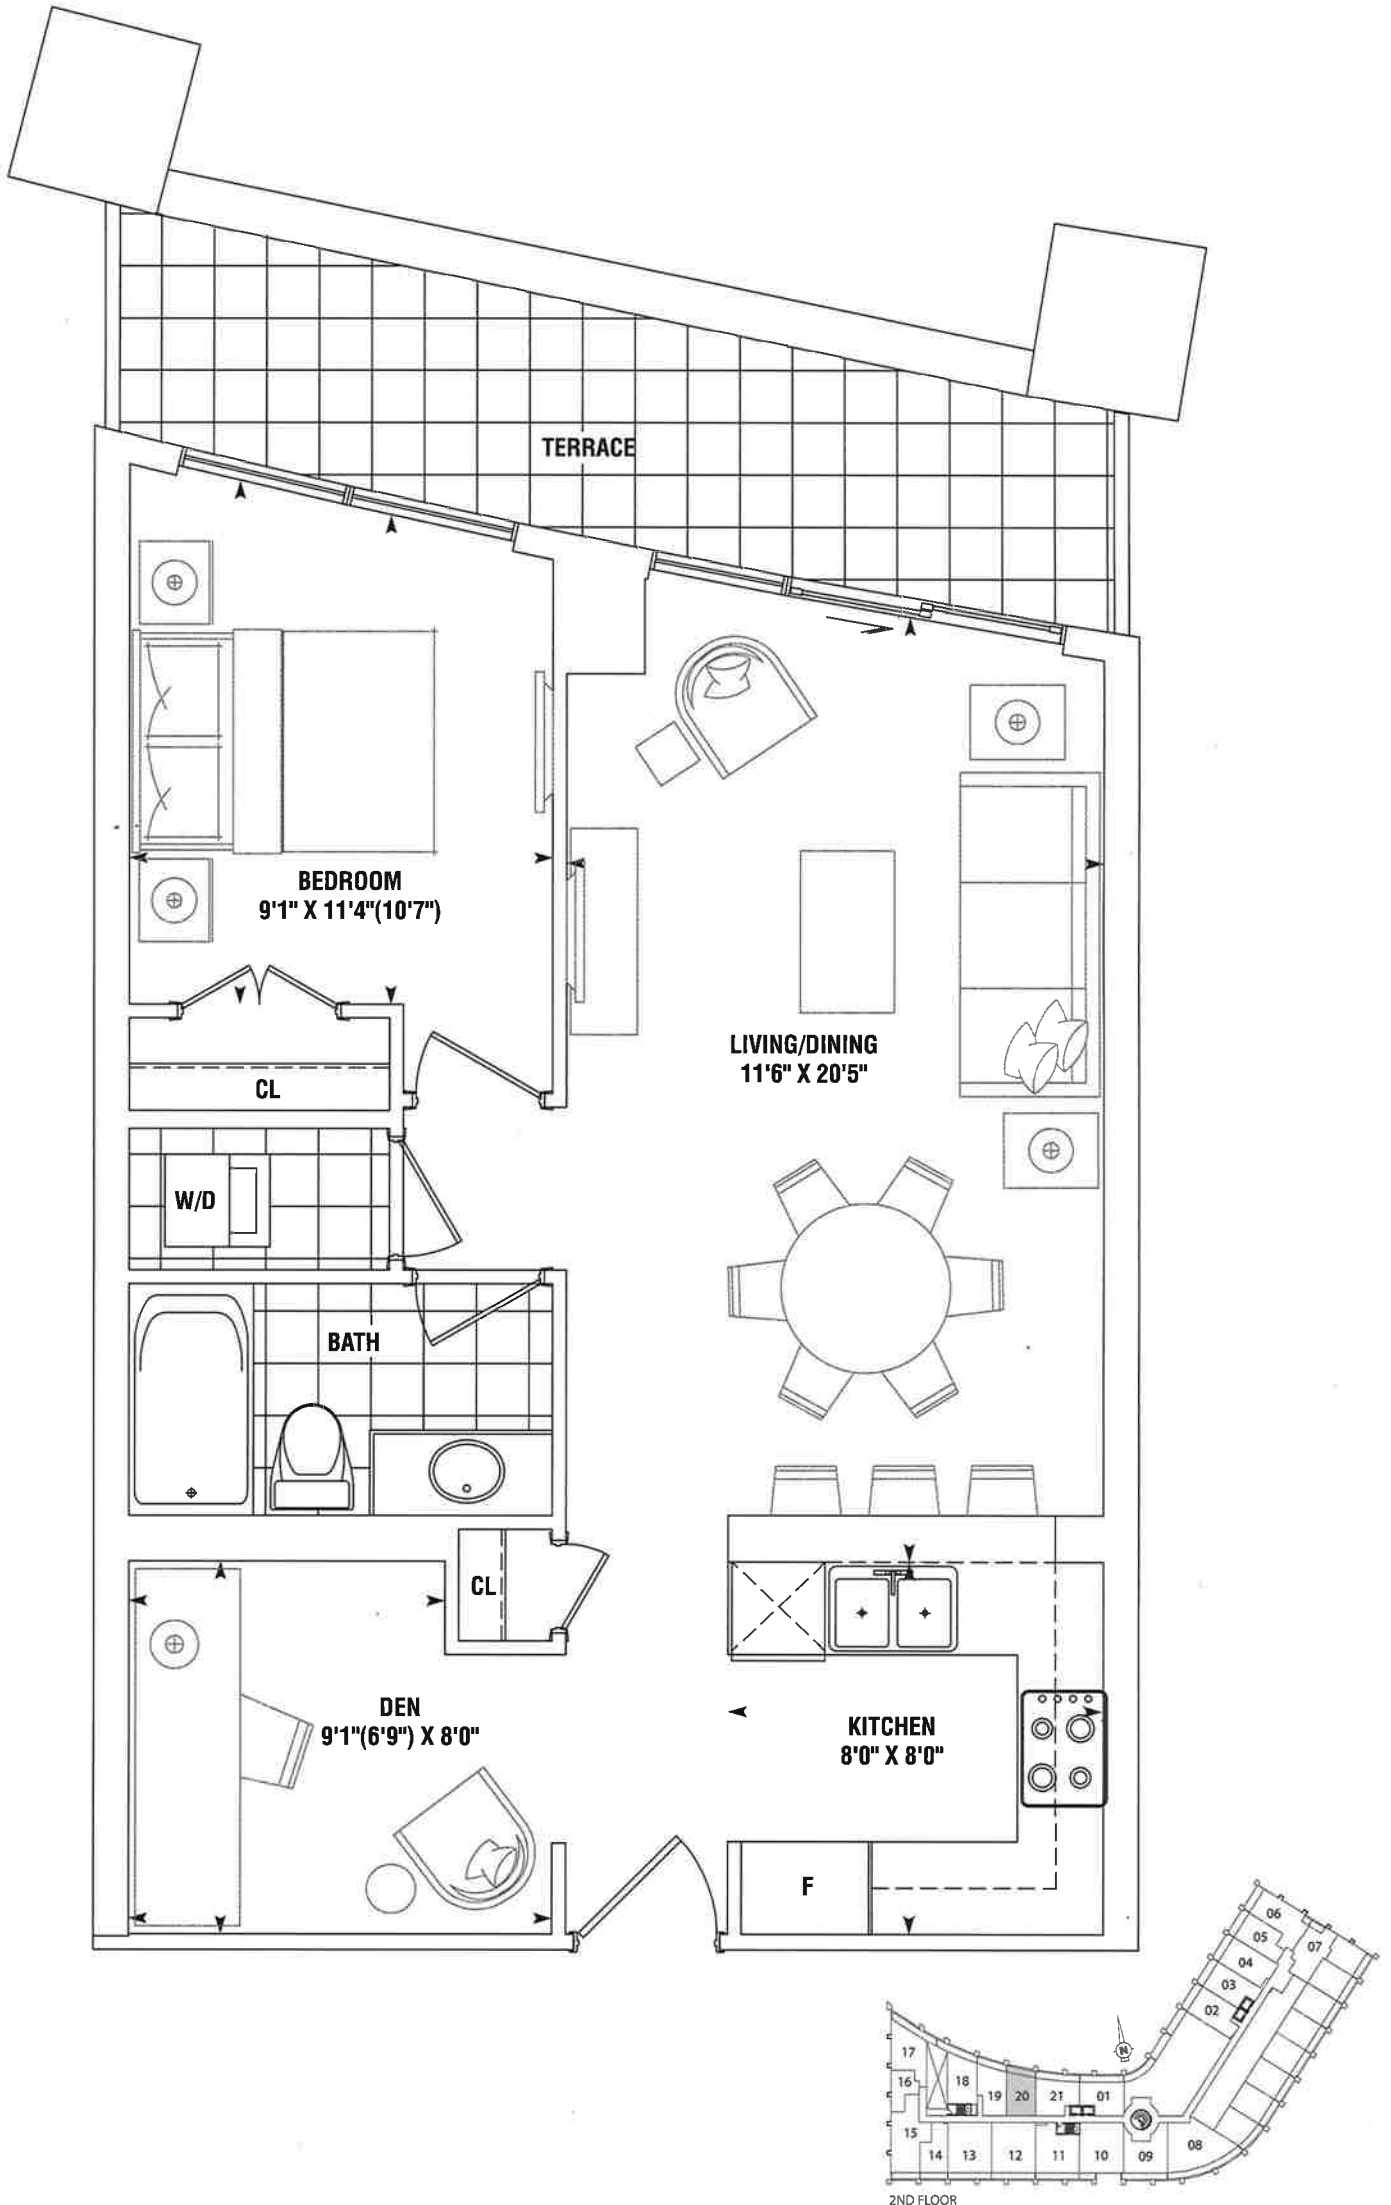 TERRACE
BEDROOM
9'1" X 11'4"(10'7")
LIVING/DINING
11'6" X 20'5"
CL
W/D
BATH
CL
DEN
9'1"(6'9") X 8'0"
KITCHEN
8'0" X 8'0"
F
06
07
05
04
03
02
N
17
16
18
19
20
21
01
15
14
13
12
11
10
09
08
2ND FLOOR